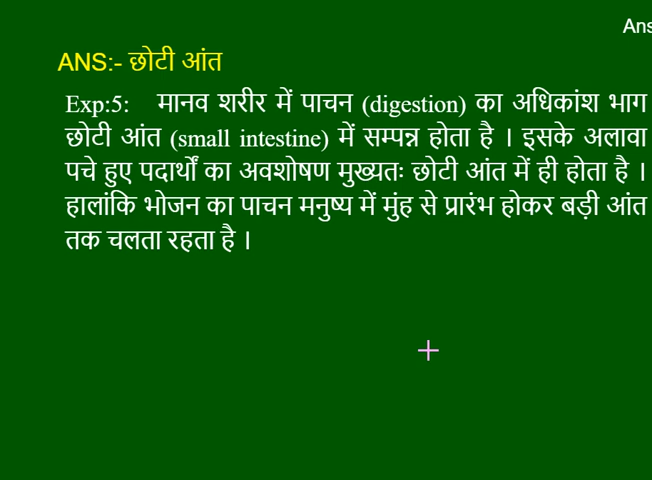 Ans
ANS:- छोटी आंत
Exp:5: मानव शरीर में पाचन (digestion) का अधिकांश भाग
छोटी आंत (small intestine) में सम्पन्न होता है । इसके अलावा
पचे हुए पदार्थों का अवशोषण मुख्यतः छोटी आंत में ही होता है ।
हालांकि भोजन का पाचन मनुष्य में मुंह से प्रारंभ होकर बड़ी आंत
तक चलता रहता है ।